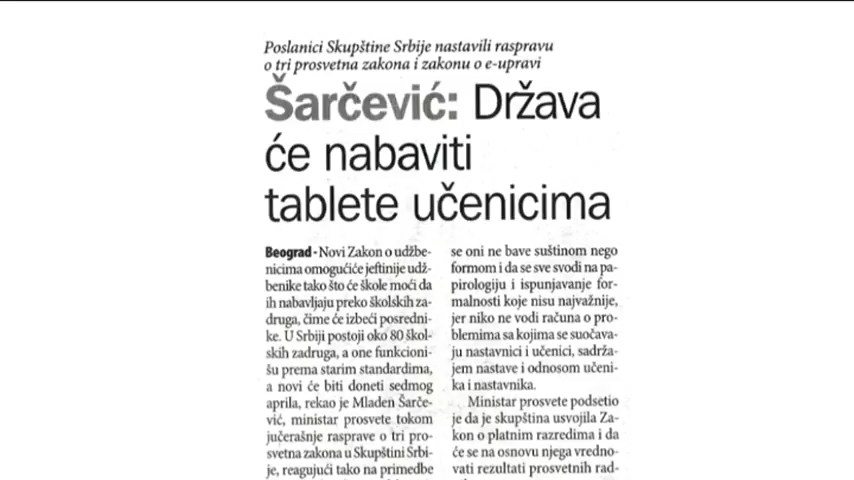 Poslanici Skupštine Srbije nastavili raspravu
o tri prosvetna zakona i zakonu o e-upravi
Šarčević: Država
će nabaviti
tablete učenicima
Beograd - Novi Zakon o udžbe-
nicima omogućiće jeftinije udž-
benike tako što će škole moći da
ih nabavljaju preko školskih za-
druga, čime će izbeći posredni-
ke. U Srbiji postoji oko 80 škol-
skih zadruga, a one funkcioni-
šu prema starim standardima,
a novi će biti doneti sedmog
aprila, rekao je Mladen Šarče-
vić, ministar prosvete tokom
jučerašnje rasprave o tri pro-
svetna zakona u Skupštini Srbi-
je, reagujući tako na primedbe
se oni ne bave suštinom nego
formom i da se sve svodi na pa-
pirologiju i ispunjavanje for-
malnosti koje nisu najvažnije,
jer niko ne vodi računa o pro-
blemima sa kojima se suočava-
ju nastavnici i učenici, sadrža-
jem nastave i odnosom učeni-
ka i nastavnika.
Ministar prosvete podsetio
je da je skupština usvojila Za-
kon o platnim razredima i da
će se na osnovu njega vredno-
vati rezultati prosvetnih rad-